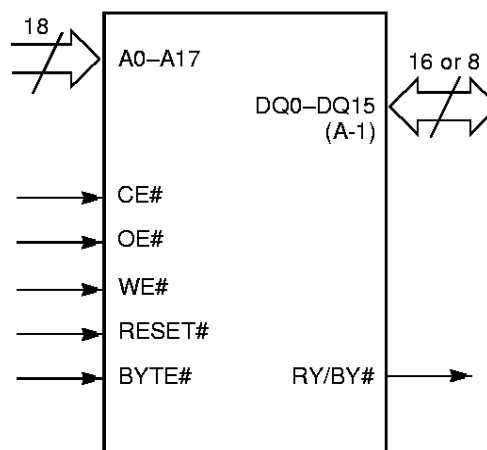 18
A0–A17
16 or 8
DQ0–DQ15
(A-1)
CE#
OE#
WE#
RESET#
BYTE#
RY/BY#